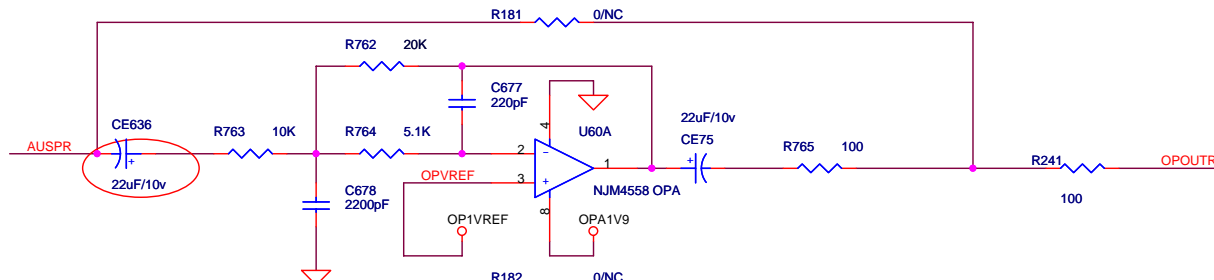 R181 0/NC
R762 20K
C677
220pF
U60A
4
22uF/10v
CE75
CE636
R763 10K
R764 5.1K
AUSPR
2
1
R765 100
R241
OPOUTR
22uF/10v
C678
2200pF
OPVREF
3
NJM4558 OPA
100
OP1VREF
8
OPA1V9
R182 0/NC